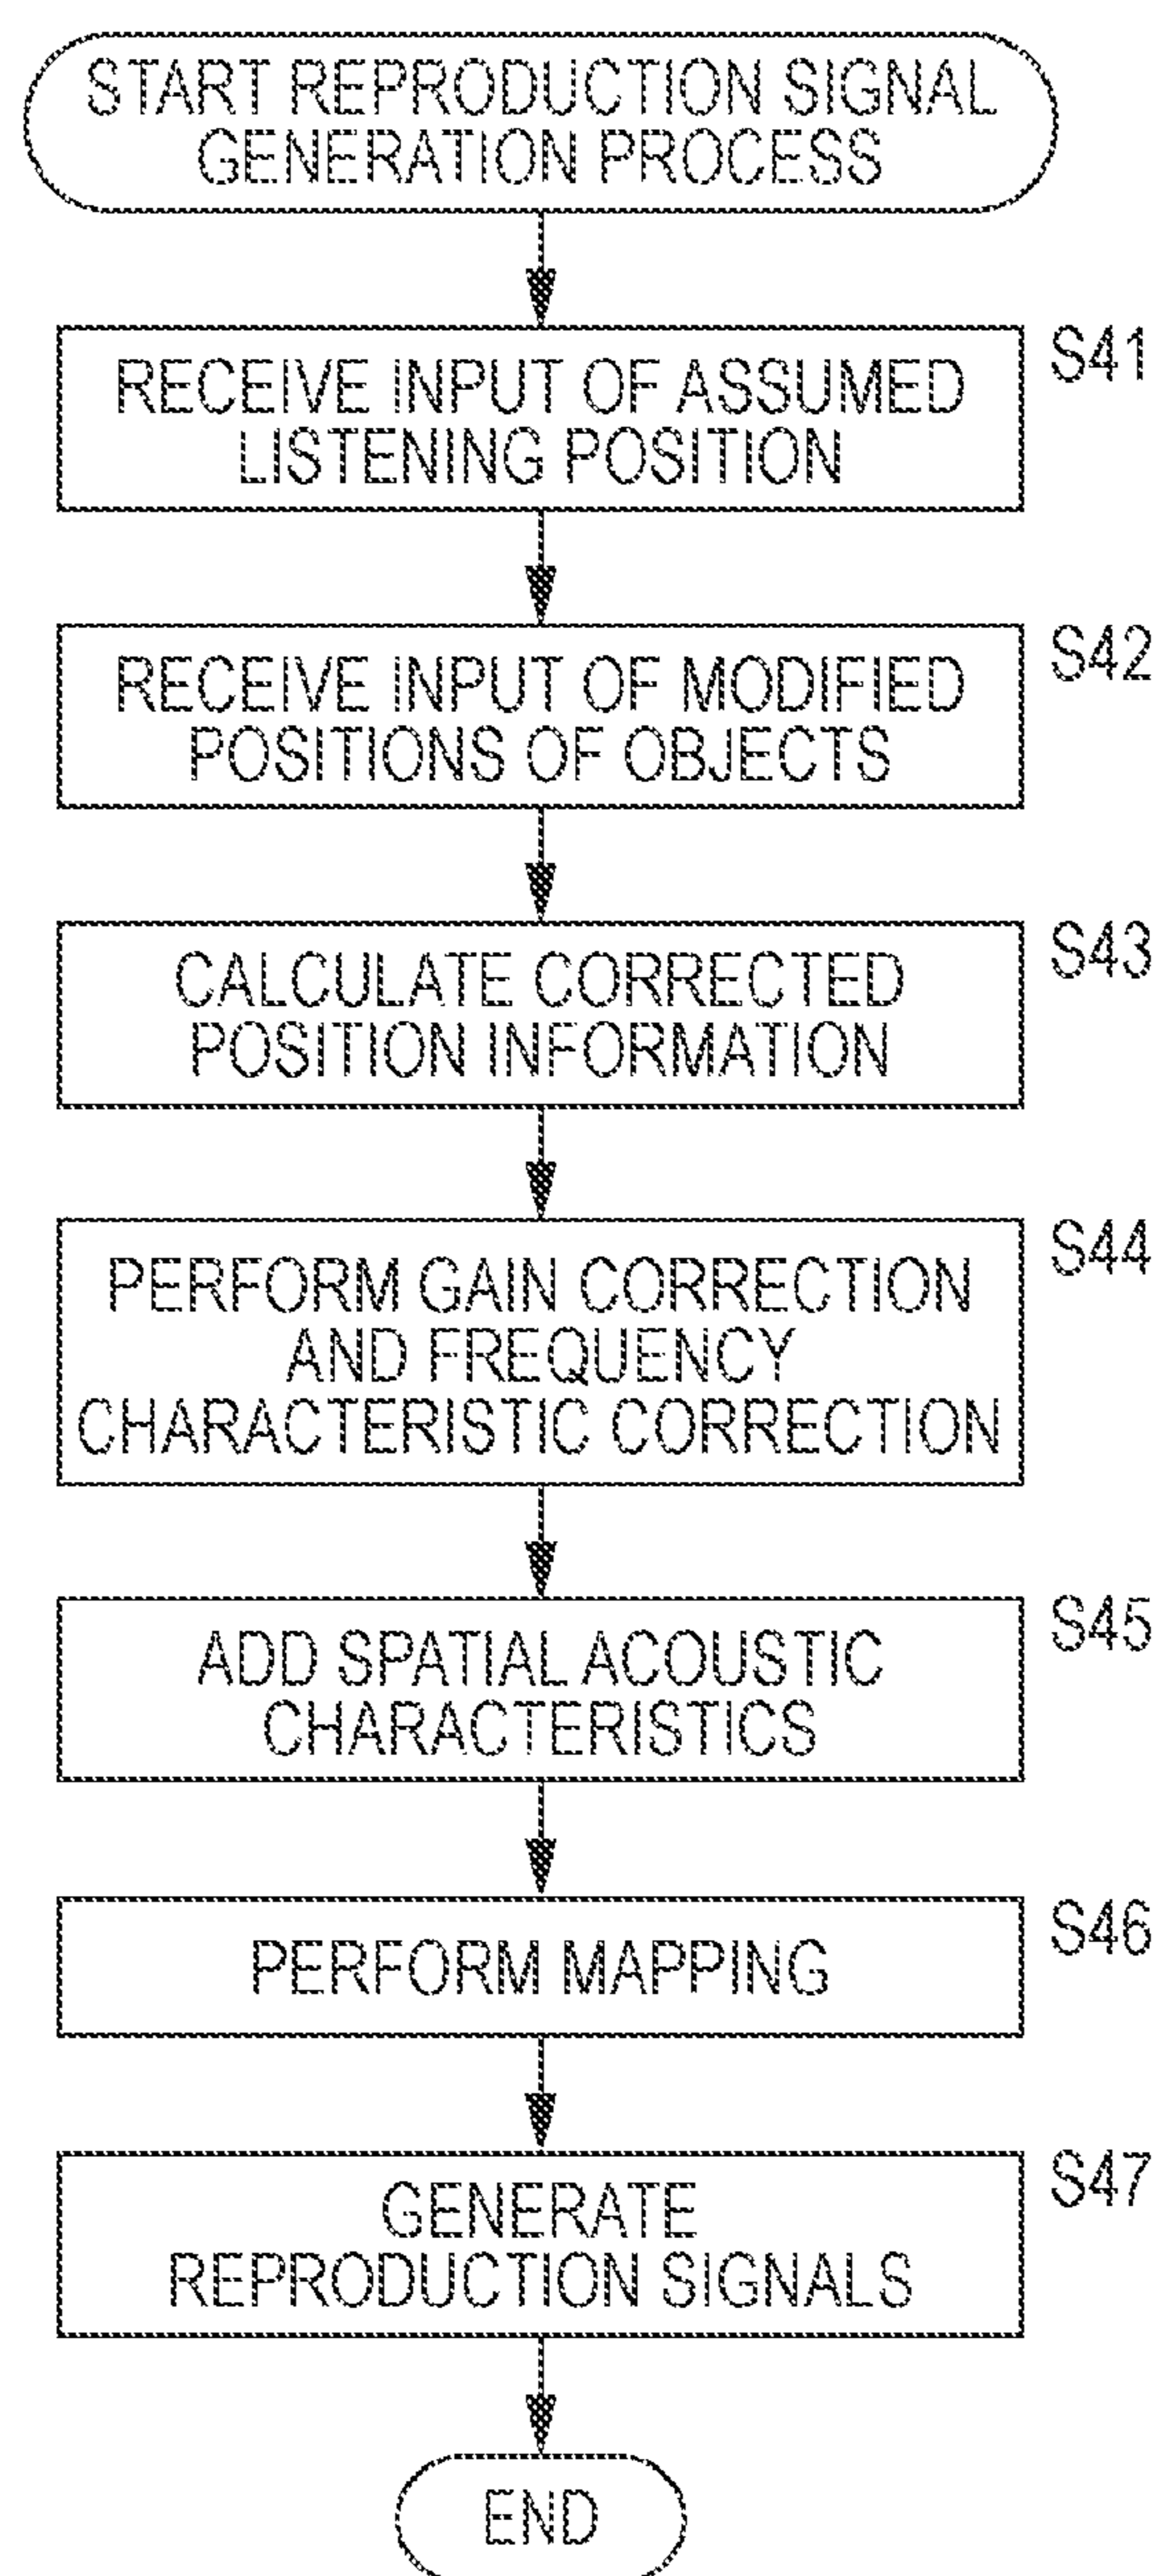 START REPRODUCTION SIGNAL
GENERATION PROCESS
RECEIVE INPUT OF ASSUMED
LISTENING POSITION
S41
RECEIVE INPUT OF MODIFIED
POSITIONS OF OBJECTS
S42
CALCULATE CORRECTED
POSITION INFORMATION
S43
PERFORM GAIN CORRECTION
AND FREQUENCY
CHARACTERISTIC CORRECTION
S44
ADD SPATIAL ACOUSTIC
CHARACTERISTICS
S45
PERFORM MAPPING
S46
GENERATE
REPRODUCTION SIGNALS
S47
END